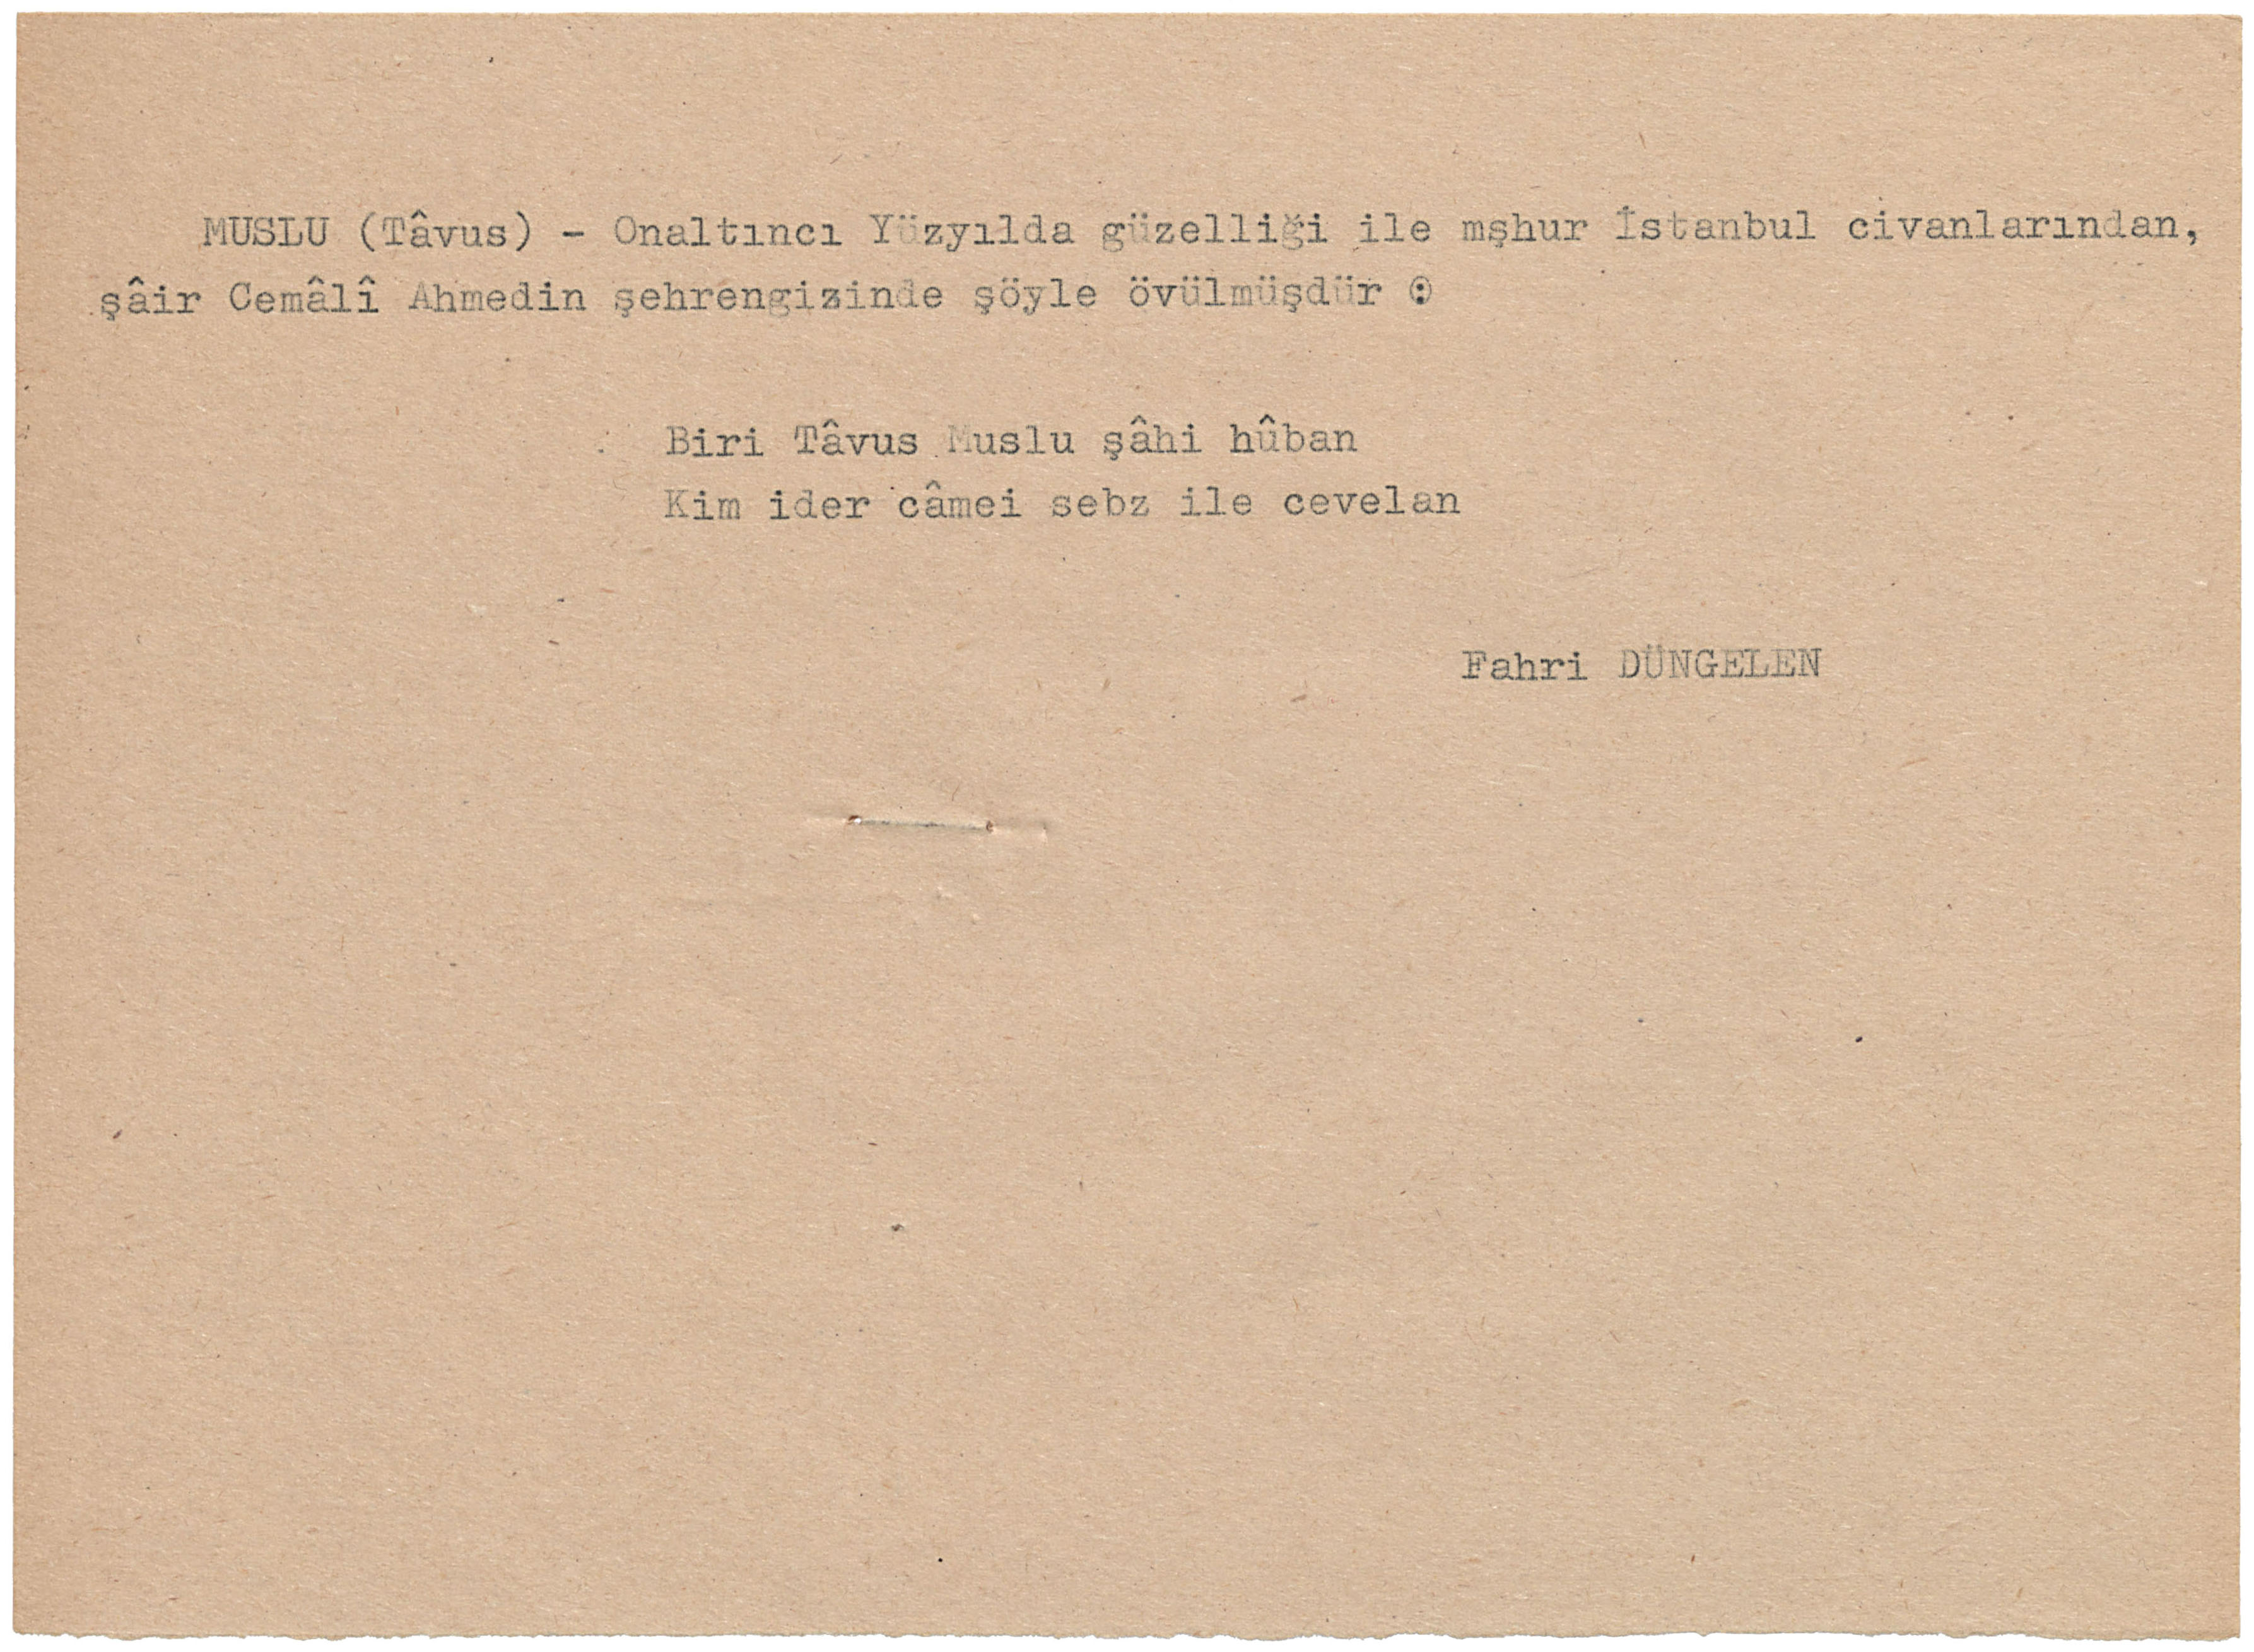 MUSLU (Tâvus) - Onaltıncı Yüzyılda güzelliği ile mşhur İstanbul civanlarından,
şâir Cemâlî Ahmedin şehrengizinde şöyle övülmüşdür :
Biri Tâvus Muslu şâhi hûban
Kim ider câmei sebz ile cevelan
Fahri DÜNGELEN